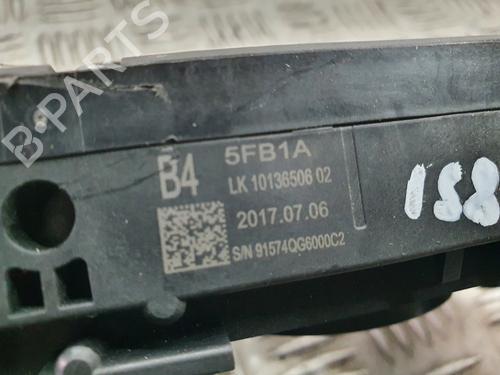 B-PARTS
B4
5FB1A
LK 10136506 02
2017.07.06
S/N 91574QG6000C2